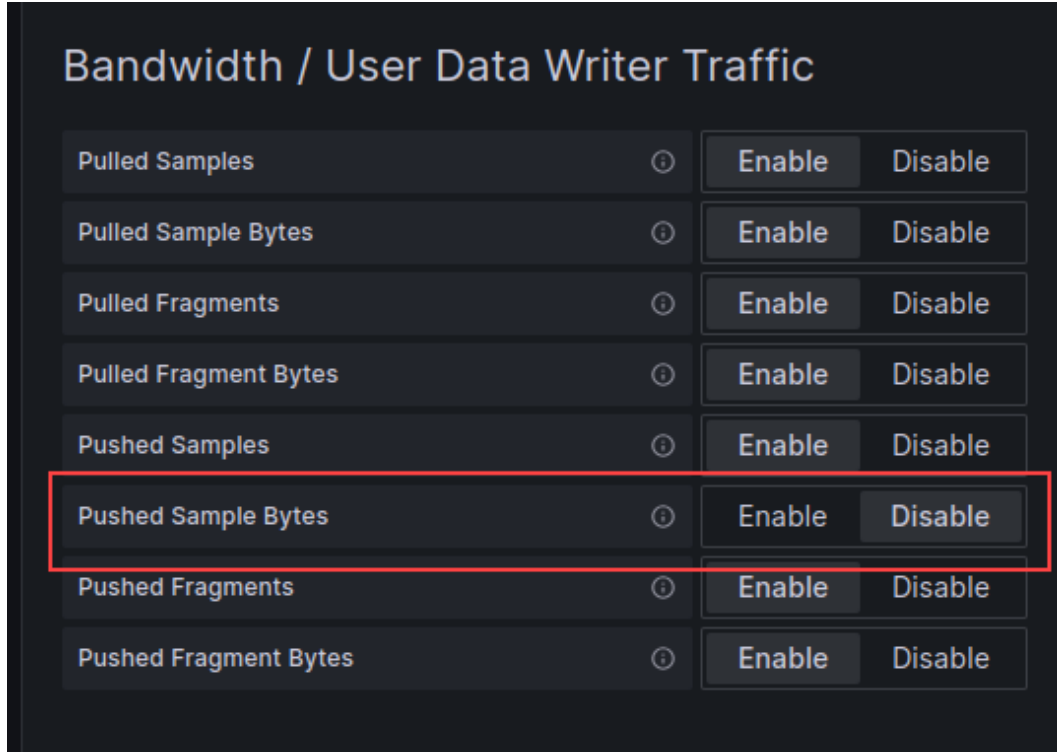 Bandwidth / User Data Writer Traffic
Pulled Samples Enable Disable
Pulled Sample Bytes Enable Disable
Pulled Fragments Enable Disable
Pulled Fragment Bytes Enable Disable
Pushed Samples Enable Disable
Pushed Sample Bytes Enable Disable
Pushed Fragments Enable Disable
Pushed Fragment Bytes Enable Disable